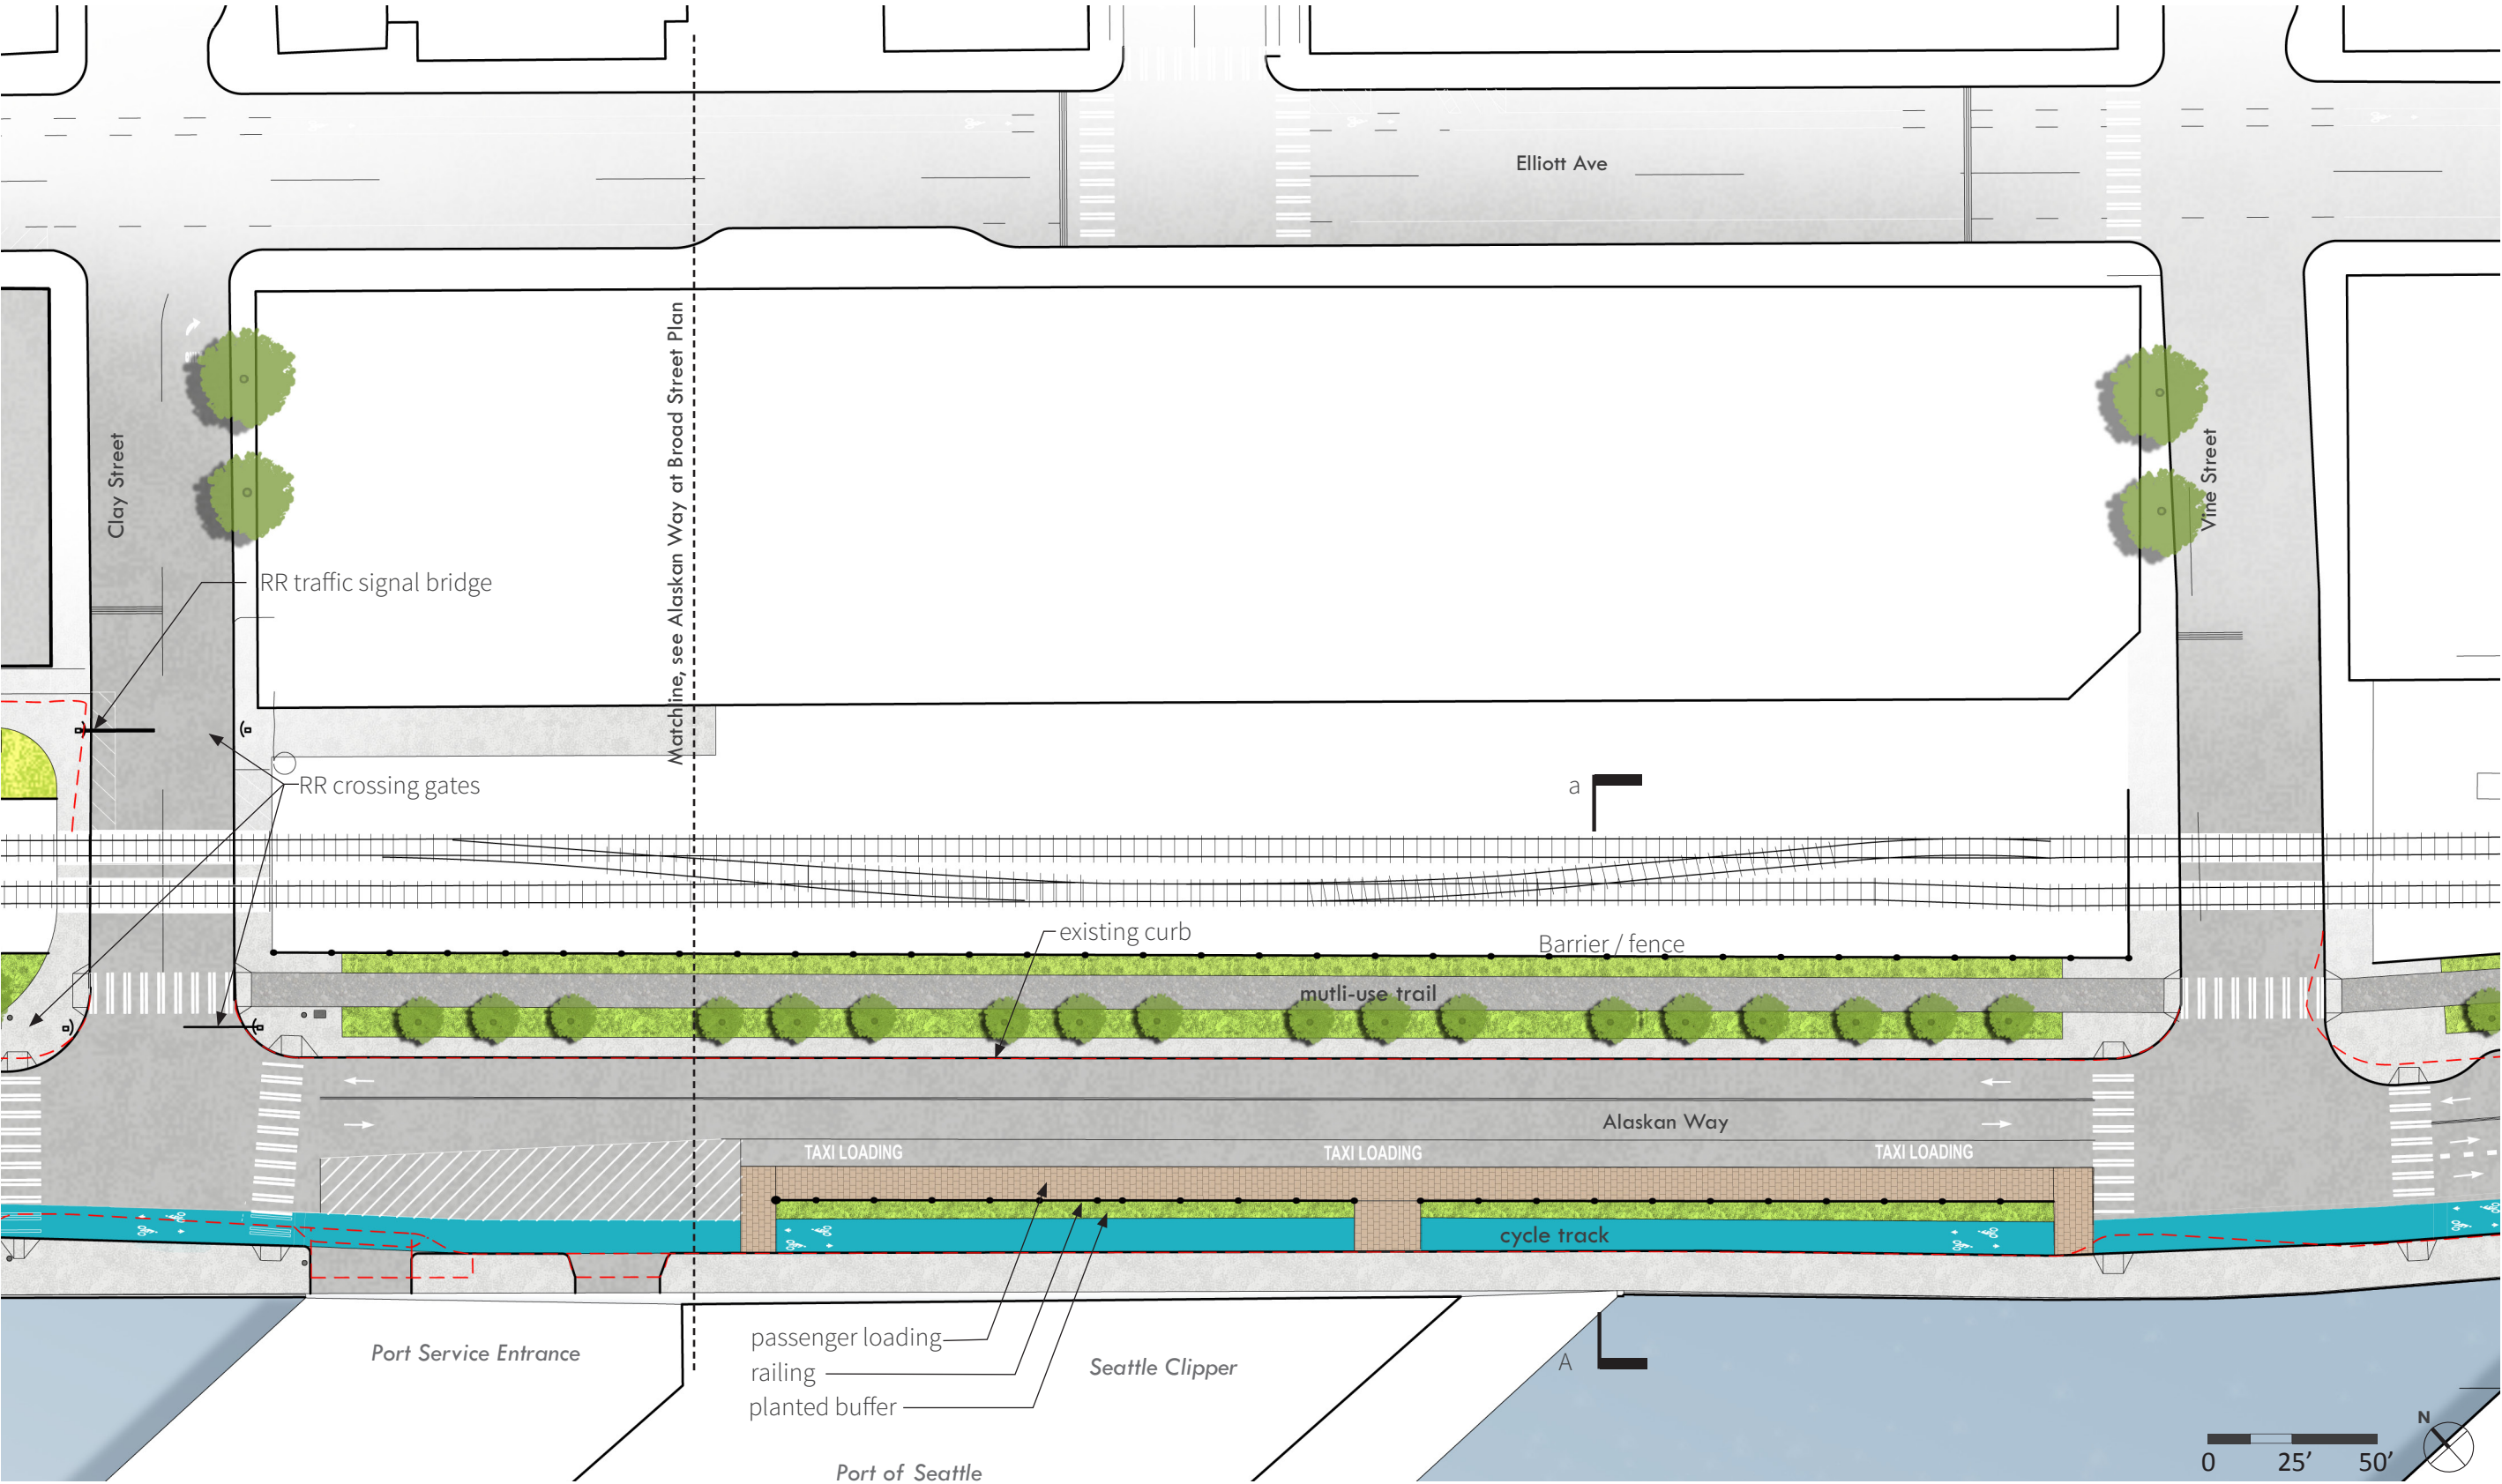 Elliott Ave
Clay Street
Matchine, see Alaskan Way at Broad Street Plan
Vine Street
RR traffic signal bridge
RR crossing gates
a
existing curb
Barrier / fence
mutli-use trail
Alaskan Way
TAXI LOADING
TAXI LOADING
TAXI LOADING
cycle track
passenger loading
railing
planted buffer
Port Service Entrance
Seattle Clipper
A
Port of Seattle
N
0 25’ 50’